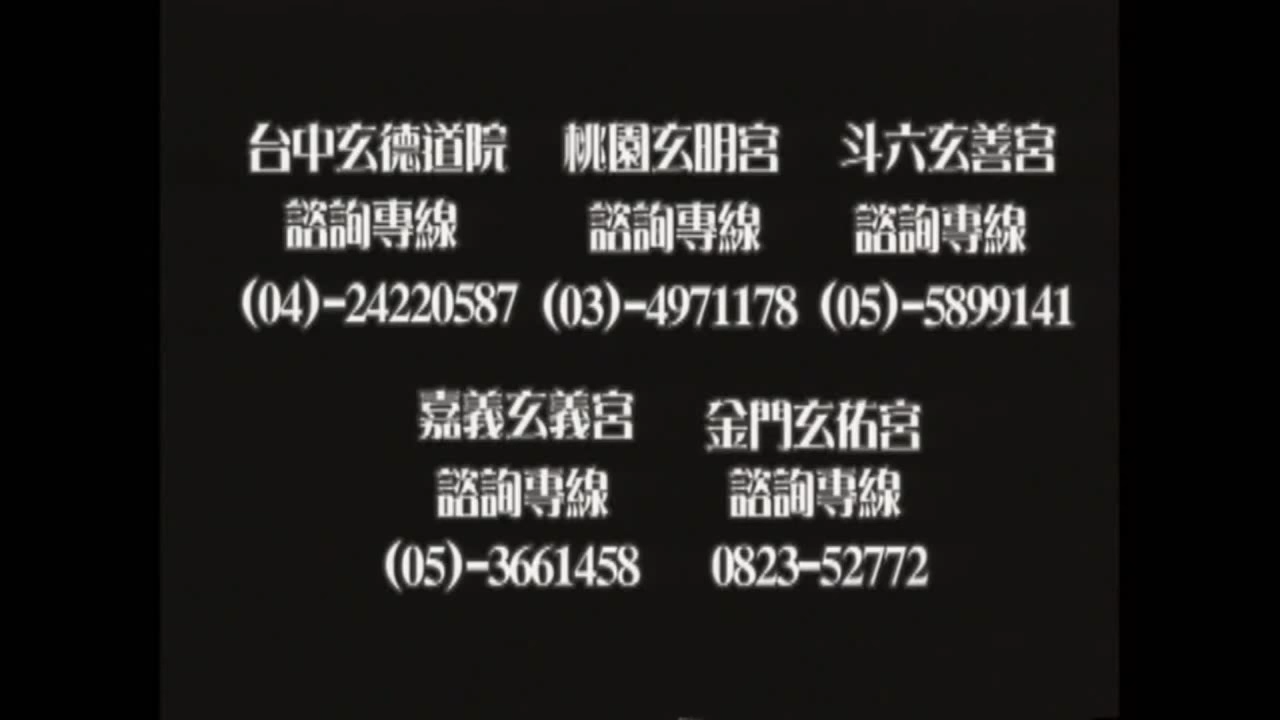 台中玄德道院 桃園玄明宮 斗六玄善宮
諮詢專線 諮詢專線 諮詢專線
(04)-24220587 (03)-4971178 (05)-5899141
嘉義玄義宮 金門玄佑宮
諮詢專線 諮詢專線
(05)-3661458 0823-52772